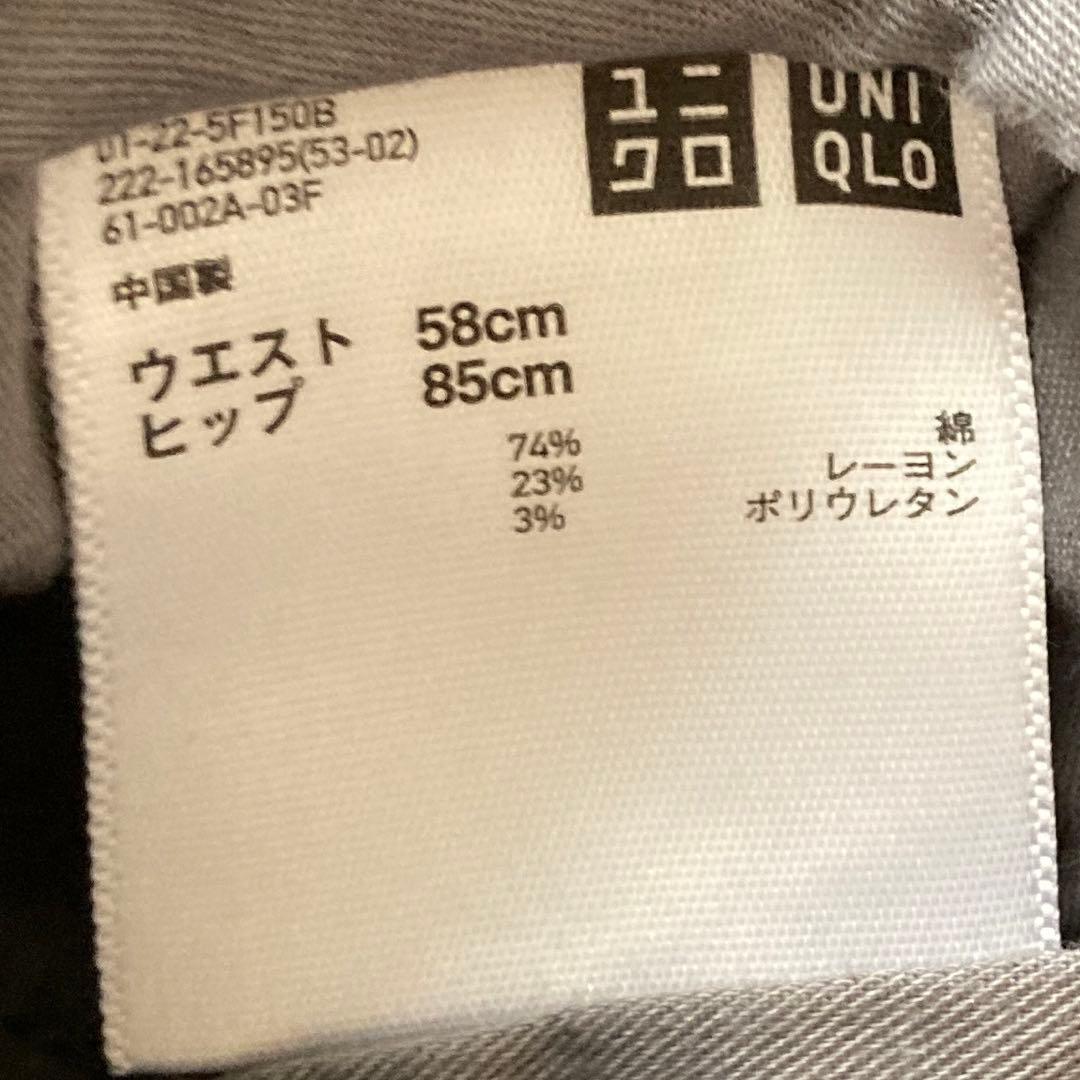 ユニ
クロ
UNI
QLO
01-22-5F150B
222-165895(53-02)
61-002A-03F
中国製
ウエスト 58cm
ヒップ 85cm
74% 綿
23% レーヨン
3% ポリウレタン